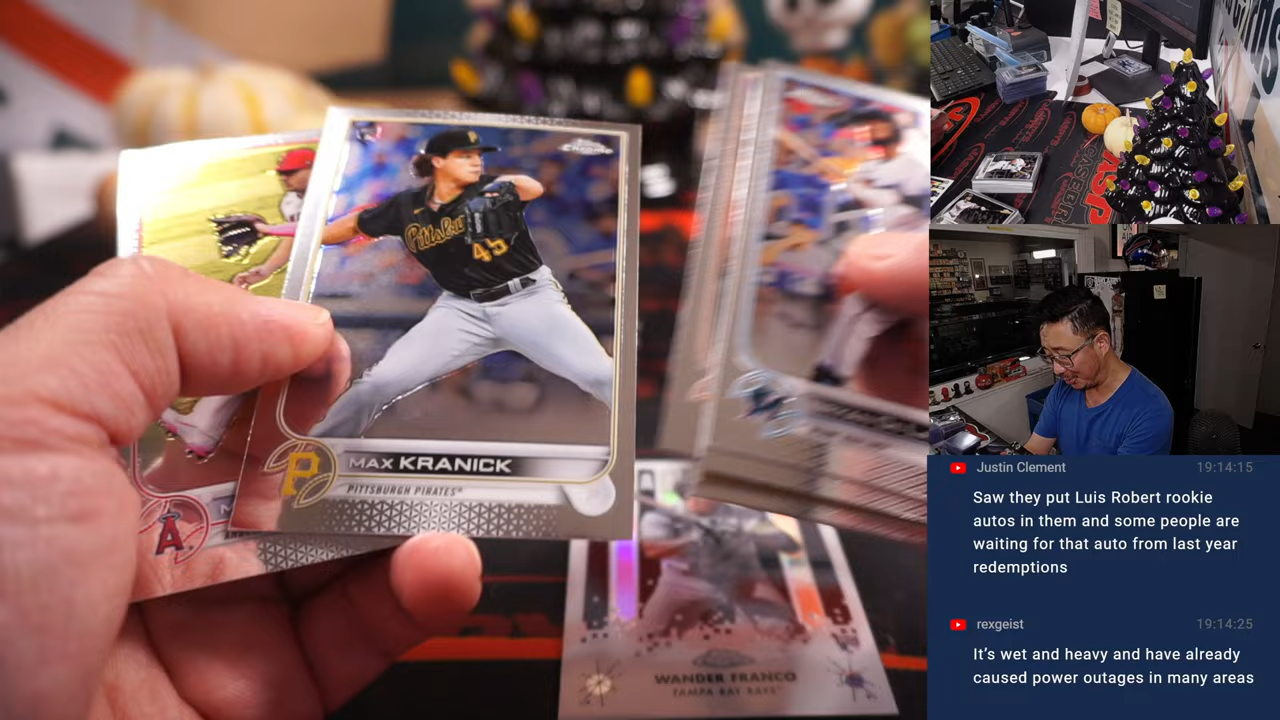 CHROME
Pittsbu
45
P
MAX KRANICK
PITTSBURGH PIRATES
A
WANDER FRANCO
TAMPA BAY RAYS
Justin Clement 19:14:15
Saw they put Luis Robert rookie
autos in them and some people are
waiting for that auto from last year
redemptions
rexgeist 19:14:25
It's wet and heavy and have already
caused power outages in many areas